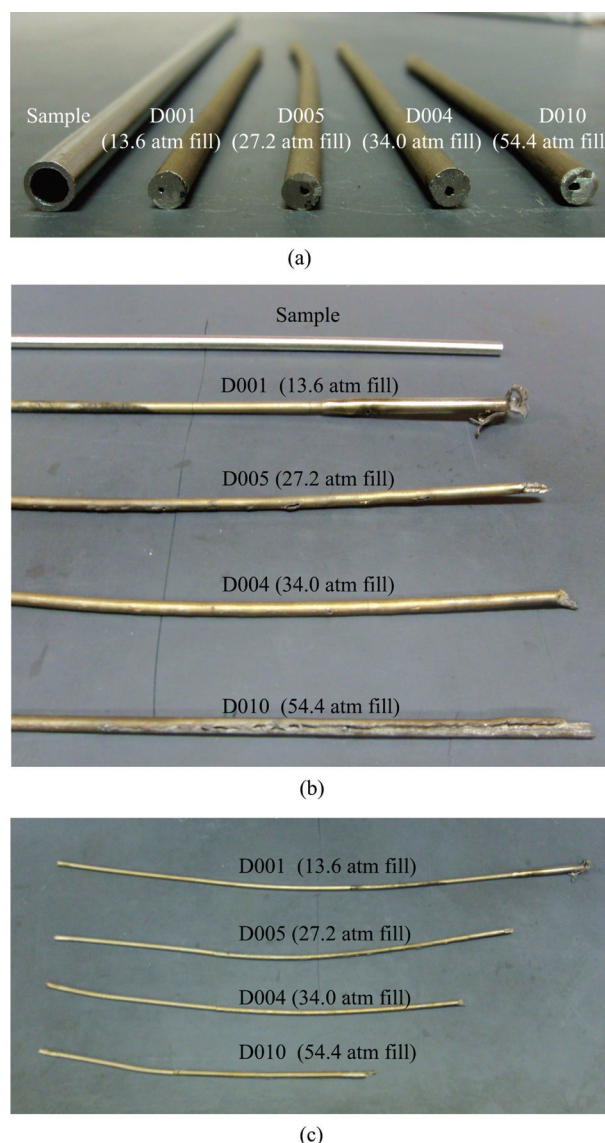 Sample D001 D005 D004 D010
(13.6 atm fill) (27.2 atm fill) (34.0 atm fill) (54.4 atm fill)
(a)
Sample
D001 (13.6 atm fill)
D005 (27.2 atm fill)
D004 (34.0 atm fill)
D010 (54.4 atm fill)
(b)
D001 (13.6 atm fill)
D005 (27.2 atm fill)
D004 (34.0 atm fill)
D010 (54.4 atm fill)
(c)